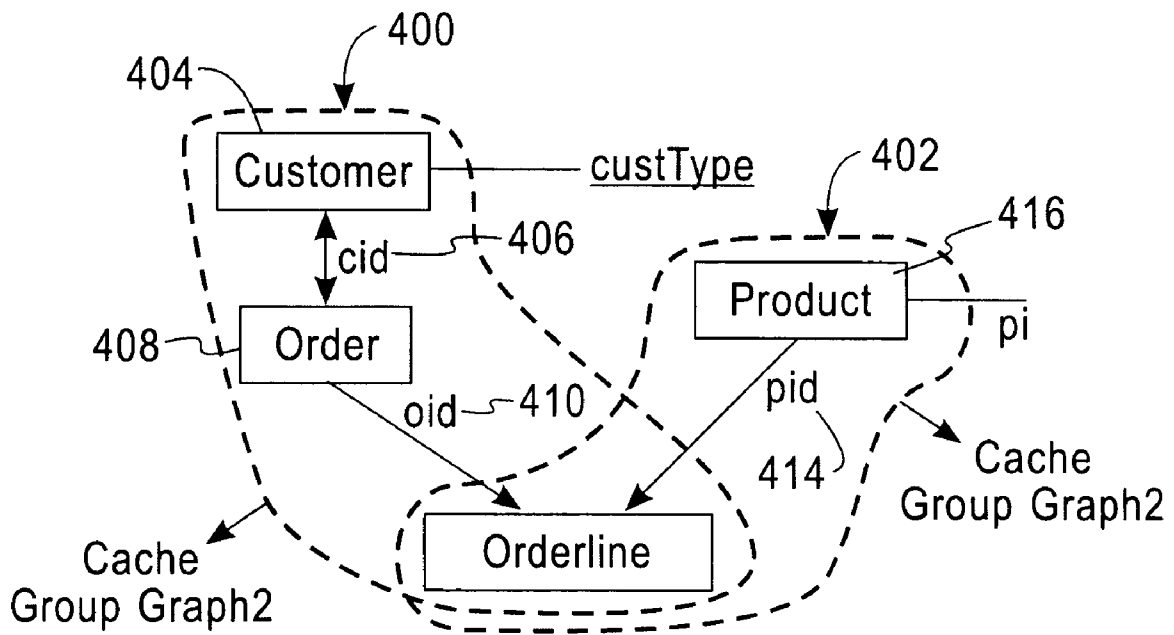 400
404
Customer
custType
402
416
cid
406
Product
pi
408
Order
oid
410
pid
414
Orderline
Cache
Group Graph2
Cache
Group Graph2